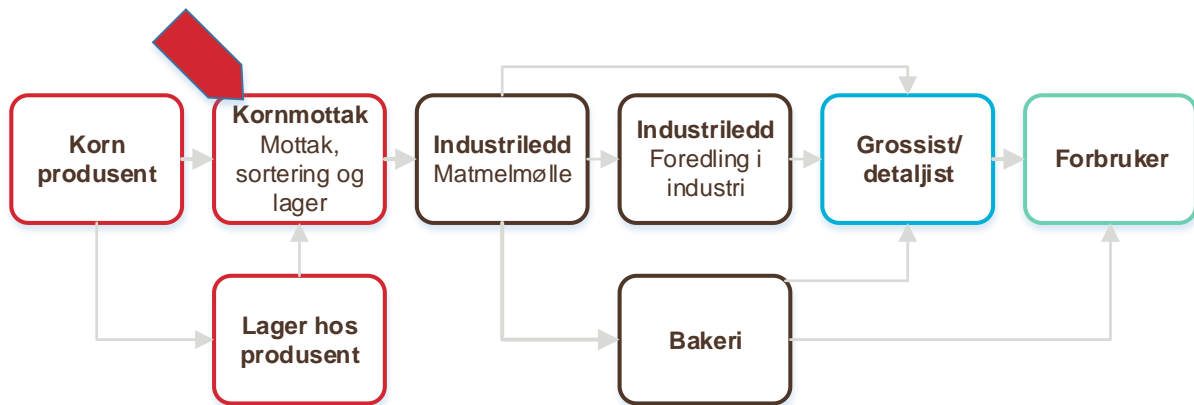 Korn
produsent
Kornmottak
Mottak,
sortering og
lager
Industriledd
Matmelmølle
Industriledd
Foredling i
industri
Grossist/
detaljist
Forbruker
Lager hos
produsent
Bakeri